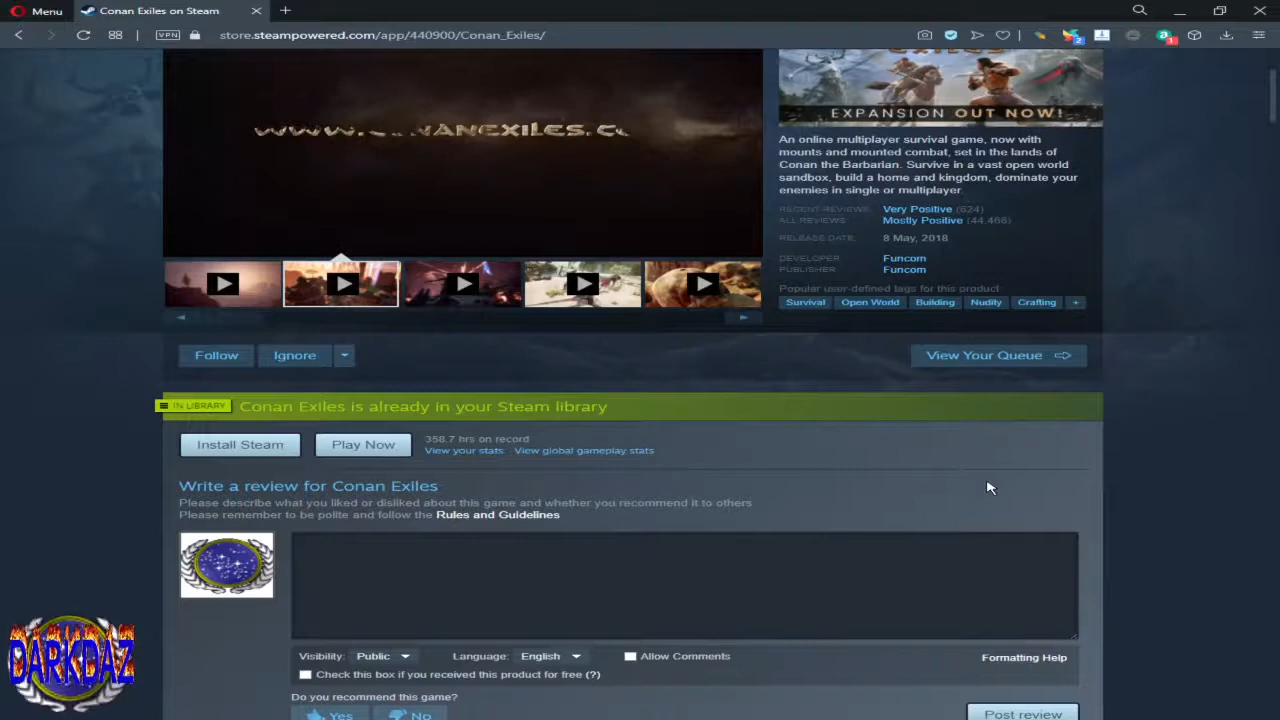 Menu
Conan Exiles on Steam
VPN
store.steampowered.com/app/440900/Conan_Exiles/
2
1
EXPANSION OUT NOW!
An online multiplayer survival game, now with
mounts and mounted combat, set in the lands of
Conan the Barbarian. Survive in a vast open world
sandbox, build a home and kingdom, dominate your
enemies in single or multiplayer.
RECENT REVIEWS: Very Positive (624)
ALL REVIEWS: Mostly Positive (44,466)
RELEASE DATE: 8 May, 2018
DEVELOPER: Funcom
PUBLISHER: Funcom
Popular user-defined tags for this product:
Survival Open World Building Nudity Crafting +
Follow Ignore View Your Queue
IN LIBRARY Conan Exiles is already in your Steam library
Install Steam Play Now
358.7 hrs on record
View your stats View global gameplay stats
Write a review for Conan Exiles
Please describe what you liked or disliked about this game and whether you recommend it to others
Please remember to be polite and follow the Rules and Guidelines
Visibility: Public Language: English Allow Comments Formatting Help
Check this box if you received this product for free (?)
Do you recommend this game?
Yes No Post review
DARKDAZ